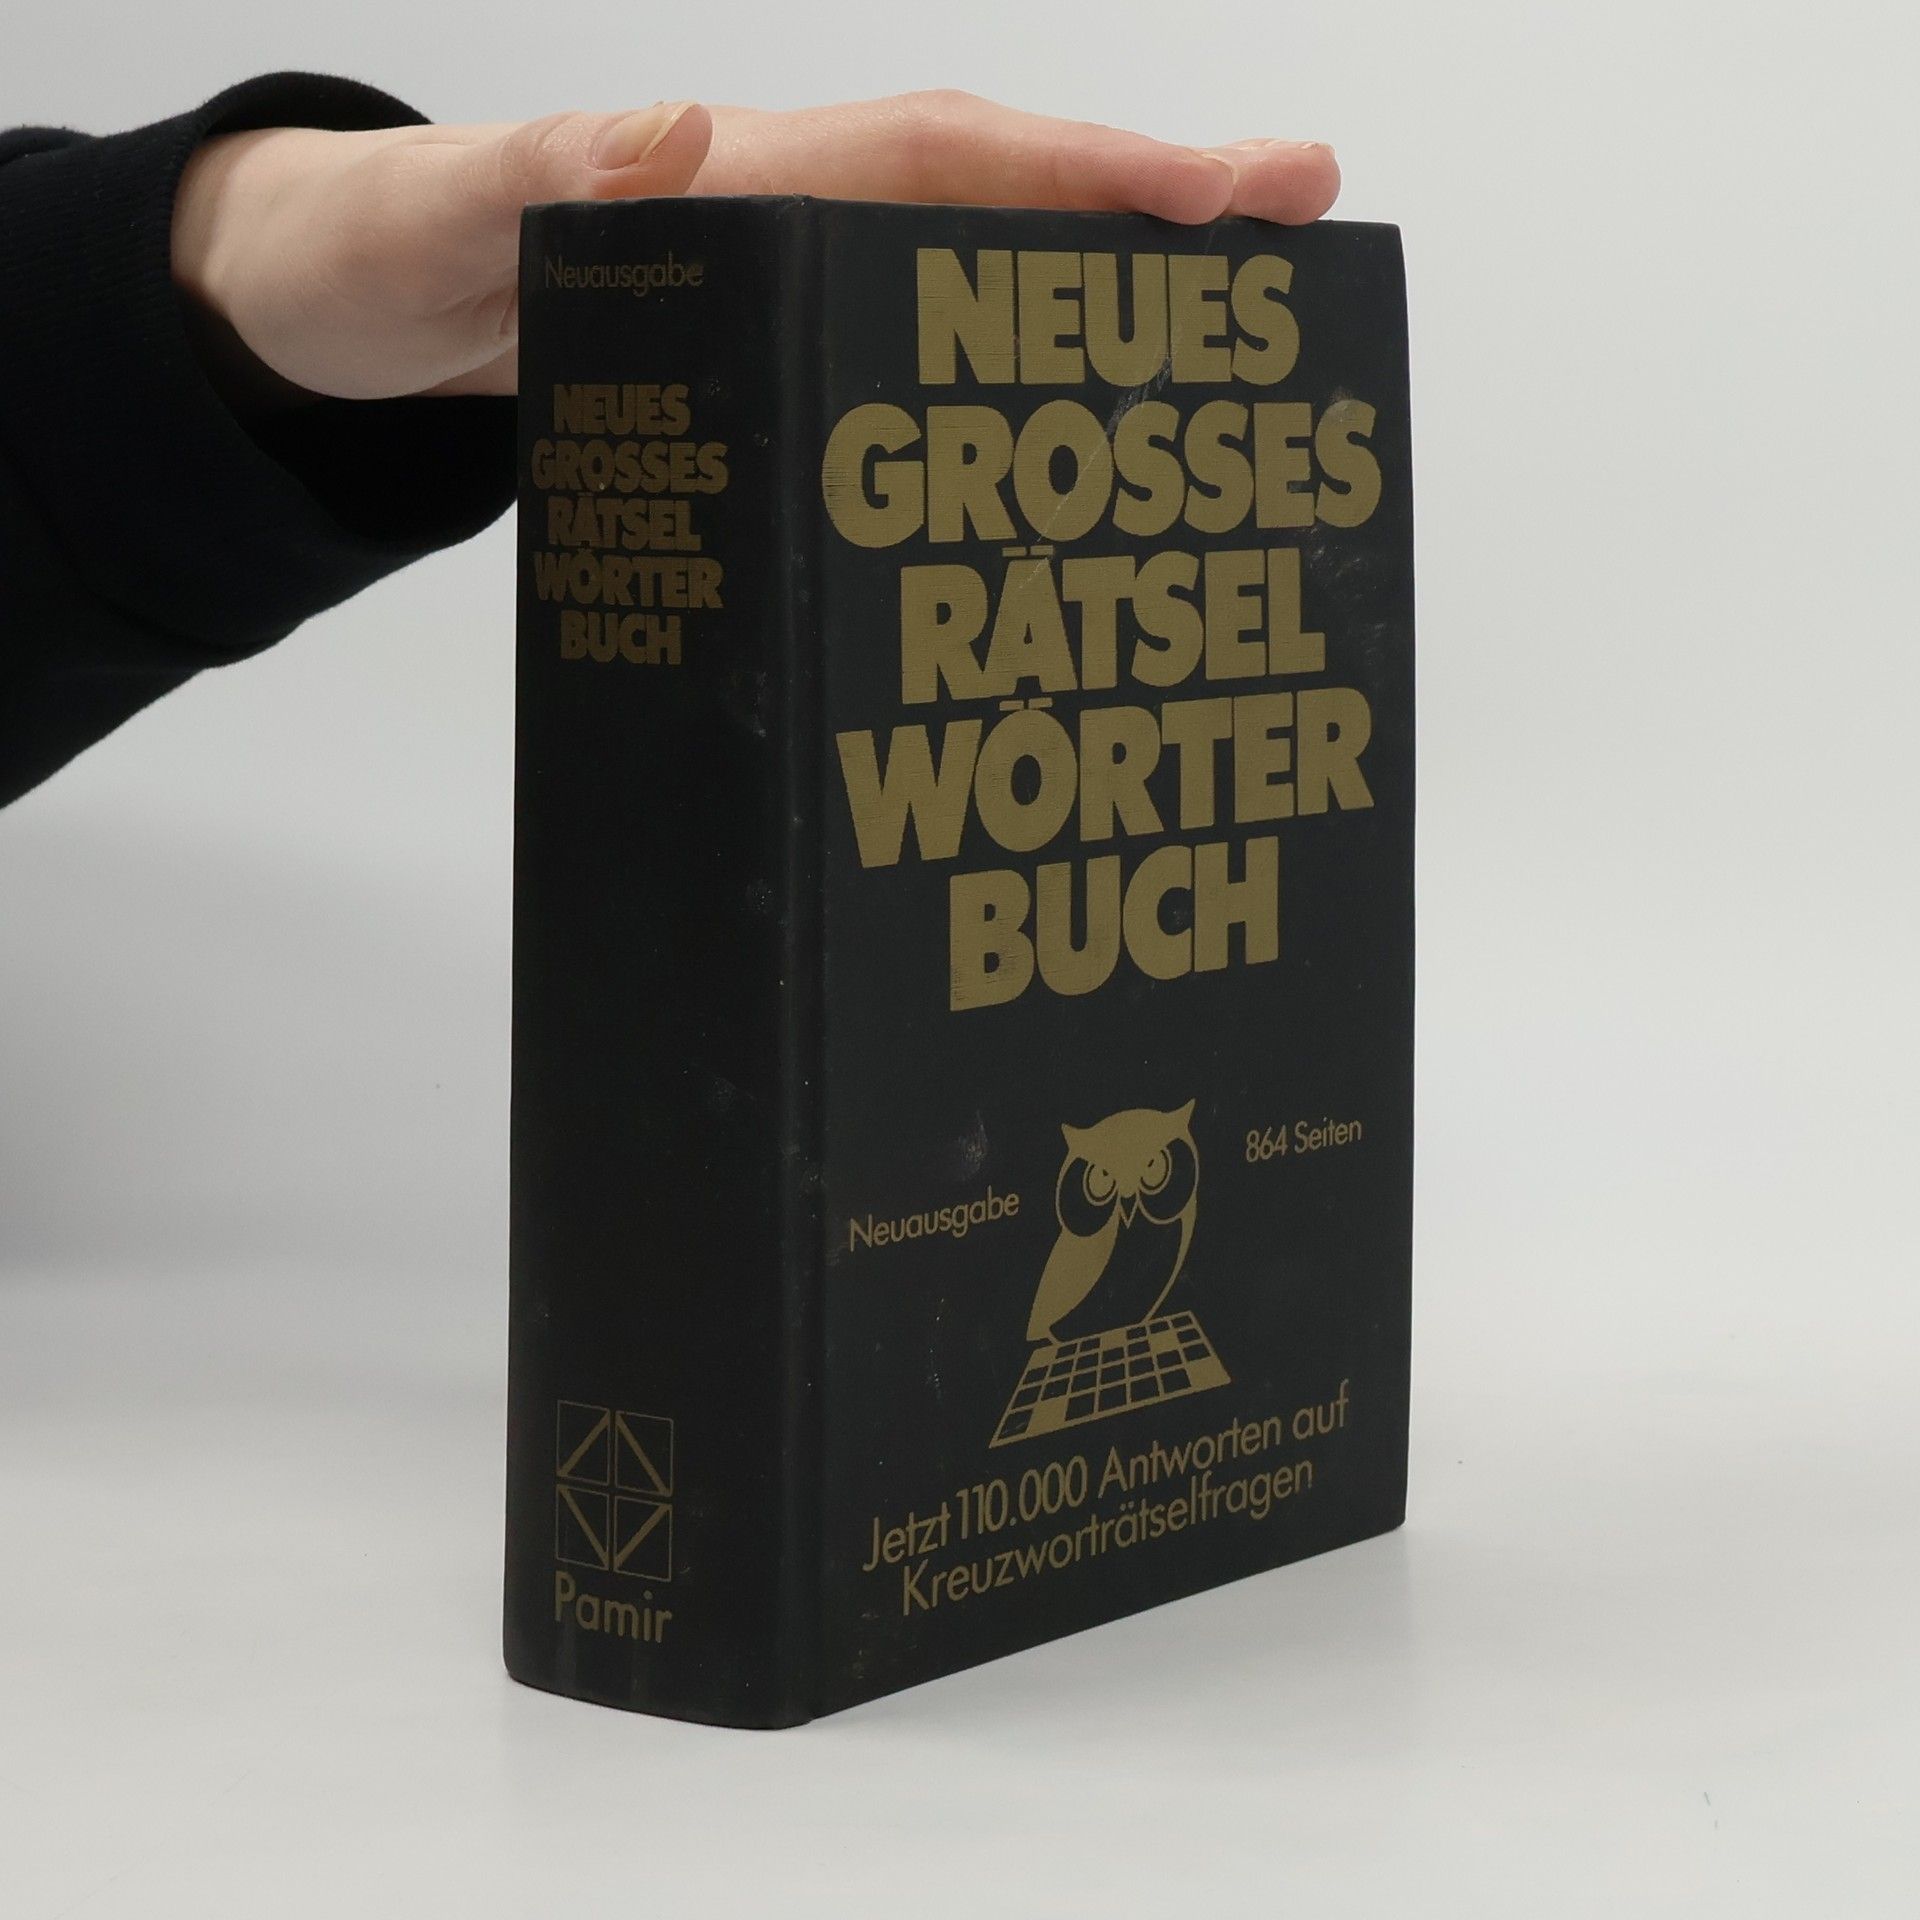 Neuausgabe
NEUES
GROSSES
RÄTSEL
WÖRTER
BUCH
Pamir
NEUES
GROSSES
RÄTSEL
WÖRTER
BUCH
864 Seiten
Neuausgabe
Jetzt 110.000 Antworten auf
Kreuzworträtselfragen